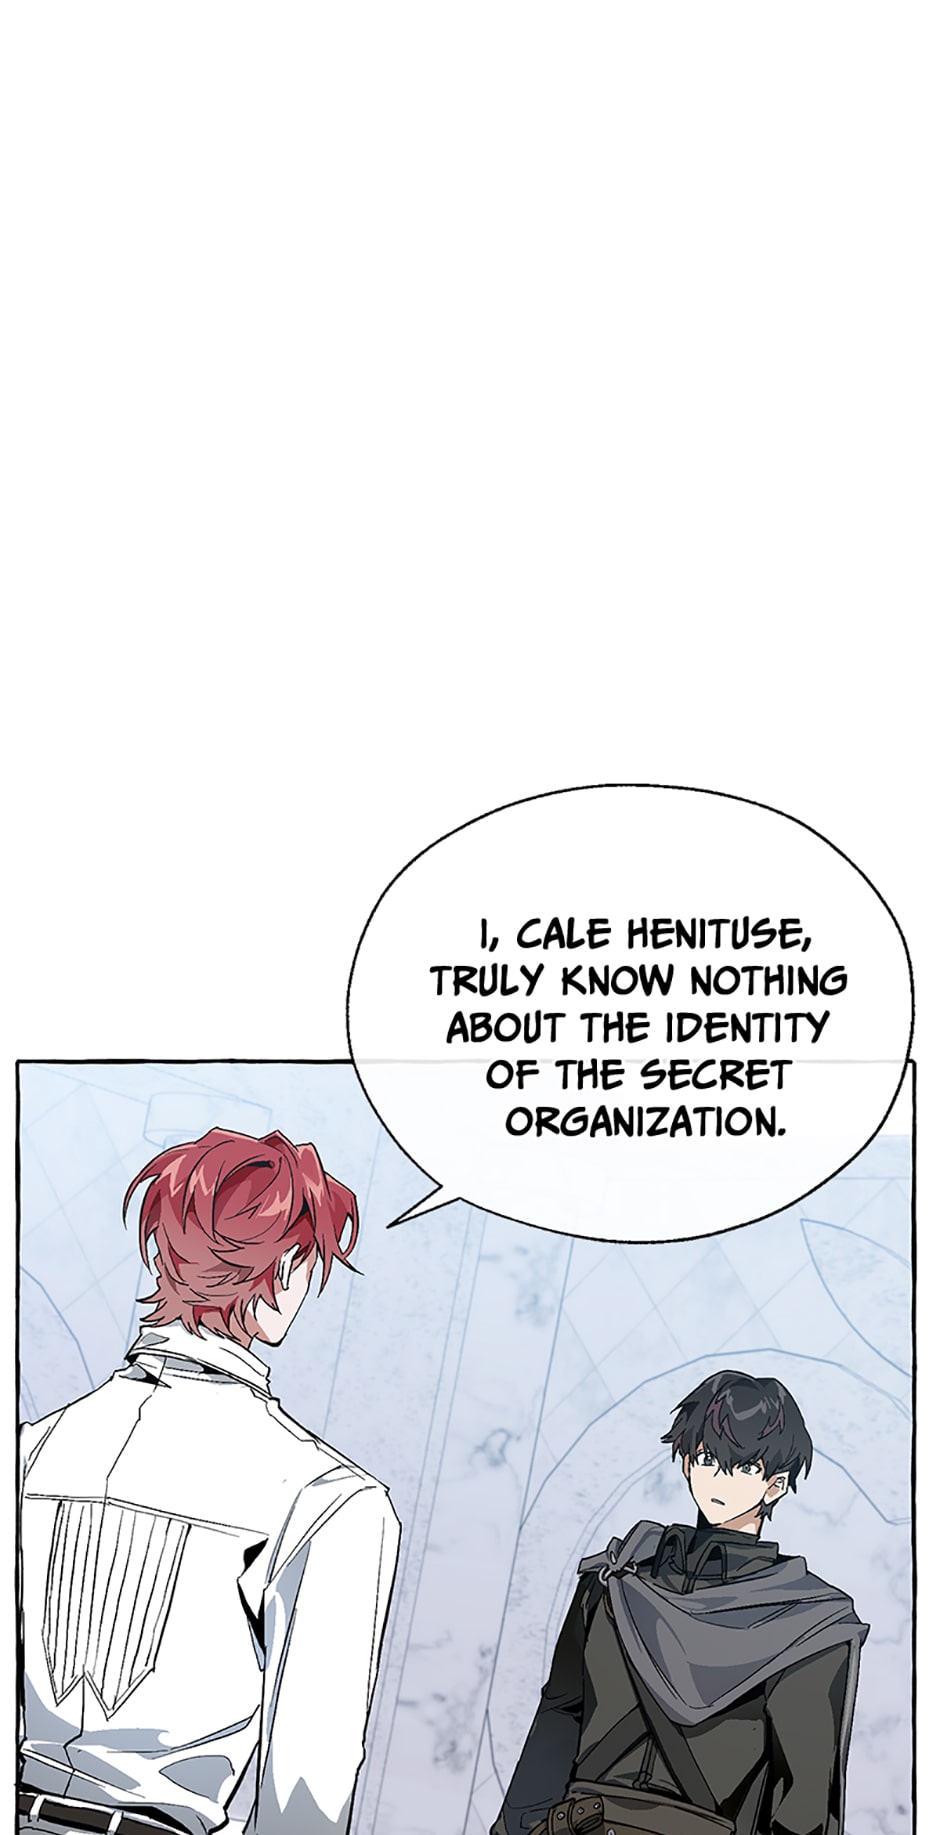 I, CALE HENITUSE,
TRULY KNOW NOTHING
ABOUT THE IDENTITY
OF THE SECRET
ORGANIZATION.